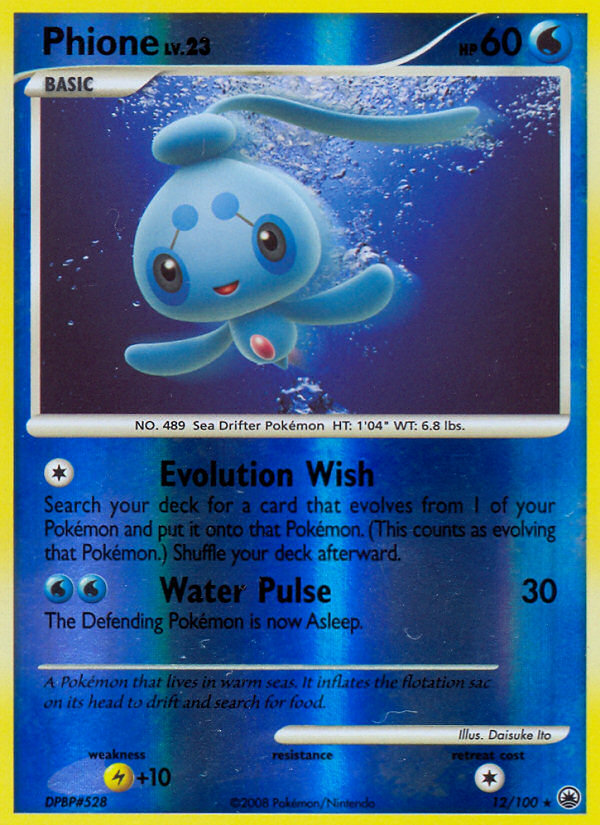 Phione LV.23 HP 60
BASIC
NO. 489 Sea Drifter Pokémon HT: 1'04" WT: 6.8 lbs.
Evolution Wish
Search your deck for a card that evolves from 1 of your
Pokémon and put it onto that Pokémon. (This counts as evolving
that Pokémon.) Shuffle your deck afterward.
Water Pulse 30
The Defending Pokémon is now Asleep.
A Pokémon that lives in warm seas. It inflates the flotation sac
on its head to drift and search for food.
Illus. Daisuke Ito
weakness resistance retreat cost
+10
DPBP#528 ©2008 Pokémon/Nintendo 12/100 ★